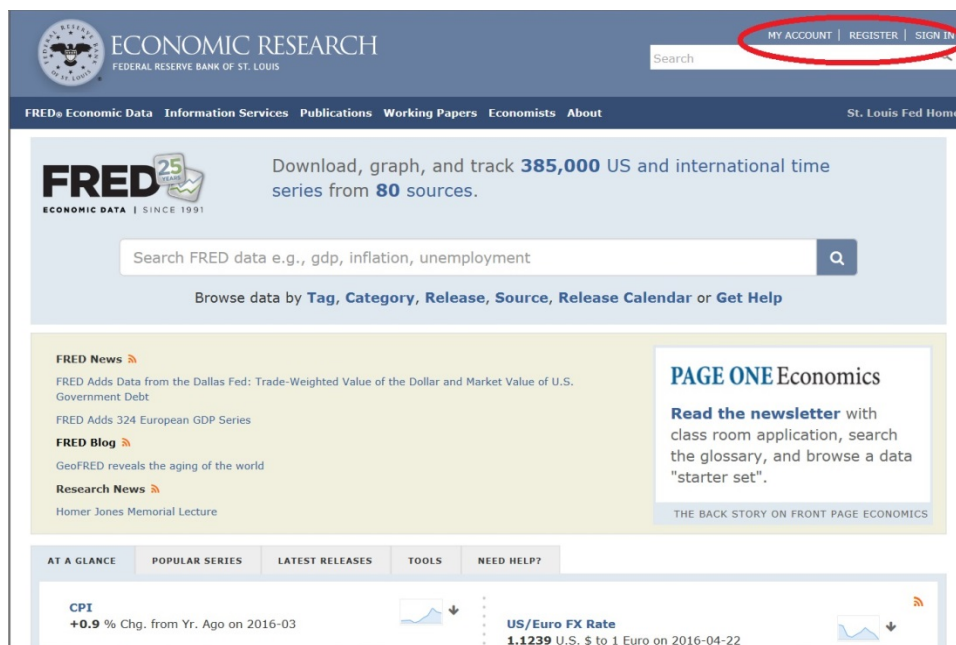 MY ACCOUNT | REGISTER | SIGN IN
ECONOMIC RESEARCH
FEDERAL RESERVE BANK OF ST. LOUIS
Search
FRED® Economic Data Information Services Publications Working Papers Economists About St. Louis Fed Home
FRED
25
YEARS
ECONOMIC DATA | SINCE 1991
Download, graph, and track 385,000 US and international time
series from 80 sources.
Search FRED data e.g., gdp, inflation, unemployment
Browse data by Tag, Category, Release, Source, Release Calendar or Get Help
FRED News
FRED Adds Data from the Dallas Fed: Trade-Weighted Value of the Dollar and Market Value of U.S.
Government Debt
FRED Adds 324 European GDP Series
FRED Blog
GeoFRED reveals the aging of the world
Research News
Homer Jones Memorial Lecture
PAGE ONE Economics
Read the newsletter with
class room application, search
the glossary, and browse a data
"starter set".
THE BACK STORY ON FRONT PAGE ECONOMICS
AT A GLANCE POPULAR SERIES LATEST RELEASES TOOLS NEED HELP?
CPI
+0.9 % Chg. from Yr. Ago on 2016-03
US/Euro FX Rate
1.1239 U.S. $ to 1 Euro on 2016-04-22